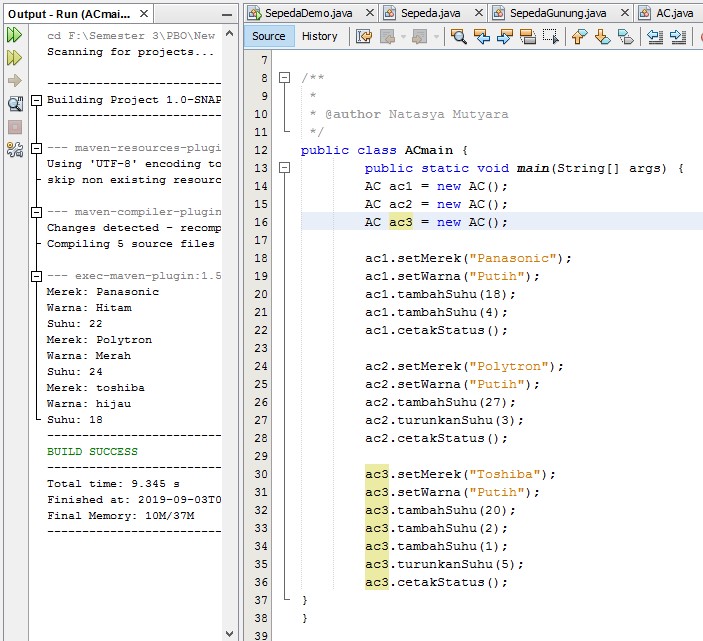 Output - Run (ACmai...
cd F:\Semester 3\PBO\New
Scanning for projects...
------------------------
Building Project 1.0-SNAP
------------------------
--- maven-resources-plugi
Using 'UTF-8' encoding to
skip non existing resourc
--- maven-compiler-plugin
Changes detected - recomp
Compiling 5 source files
--- exec-maven-plugin:1.5
Merek: Panasonic
Warna: Hitam
Suhu: 22
Merek: Polytron
Warna: Merah
Suhu: 24
Merek: toshiba
Warna: hijau
Suhu: 18
------------------------
BUILD SUCCESS
------------------------
Total time: 9.345 s
Finished at: 2019-09-03T0
Final Memory: 10M/37M
------------------------
SepedaDemo.java Sepeda.java SepedaGunung.java AC.java
Source History
7
8 /**
9 *
10 * @author Natasya Mutyara
11 */
12 public class ACmain {
13 public static void main(String[] args) {
14 AC ac1 = new AC();
15 AC ac2 = new AC();
16 AC ac3 = new AC();
17
18 ac1.setMerek("Panasonic");
19 ac1.setWarna("Putih");
20 ac1.tambahSuhu(18);
21 ac1.tambahSuhu(4);
22 ac1.cetakStatus();
23
24 ac2.setMerek("Polytron");
25 ac2.setWarna("Putih");
26 ac2.tambahSuhu(27);
27 ac2.turunkanSuhu(3);
28 ac2.cetakStatus();
29
30 ac3.setMerek("Toshiba");
31 ac3.setWarna("Putih");
32 ac3.tambahSuhu(20);
33 ac3.tambahSuhu(2);
34 ac3.tambahSuhu(1);
35 ac3.turunkanSuhu(5);
36 ac3.cetakStatus();
37 }
38 }
39